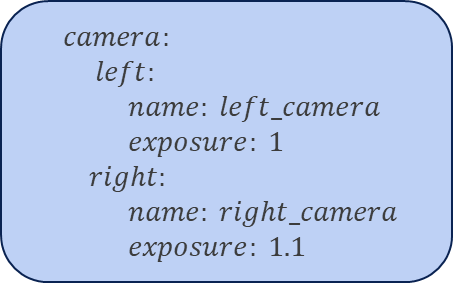 camera:
left:
name: left_camera
exposure: 1
right:
name: right_camera
exposure: 1.1